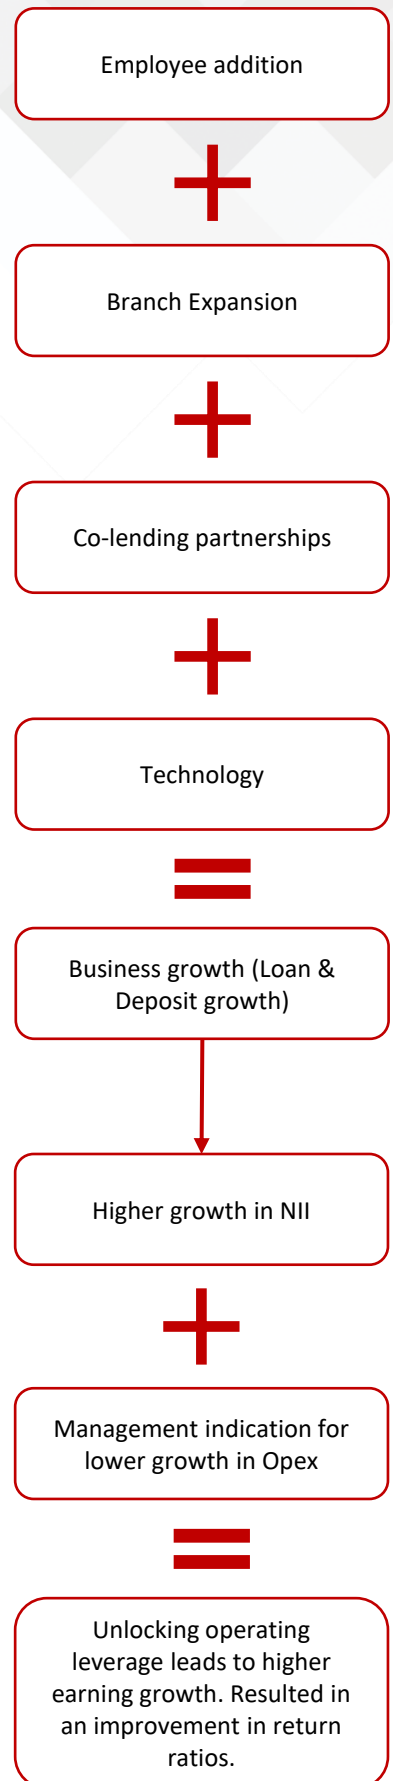 Employee addition
Branch Expansion
Co-lending partnerships
Technology
Business growth (Loan &
Deposit growth)
Higher growth in NII
Management indication for
lower growth in Opex
Unlocking operating
leverage leads to higher
earning growth. Resulted in
an improvement in return
ratios.